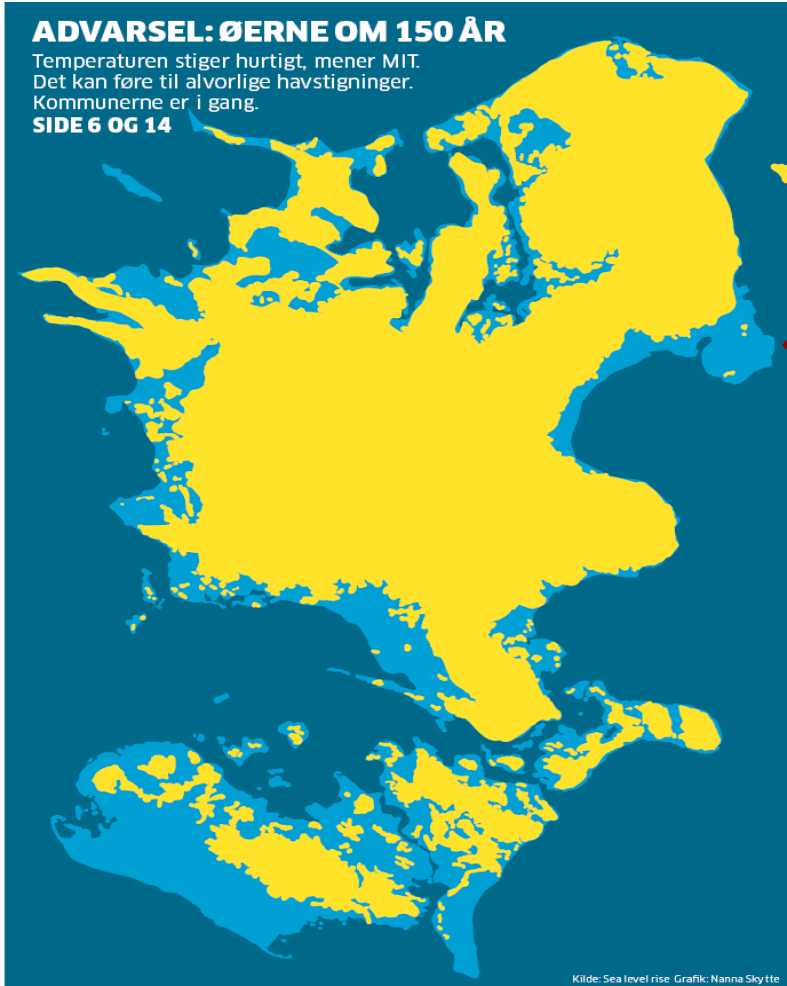 ADVARSEL: ØERNE OM 150 ÅR
Temperaturen stiger hurtigt, mener MIT.
Det kan føre til alvorlige havstigninger.
Kommunerne er i gang.
SIDE 6 OG 14
Kilde: Sea level rise Grafik: Nanna Skytte